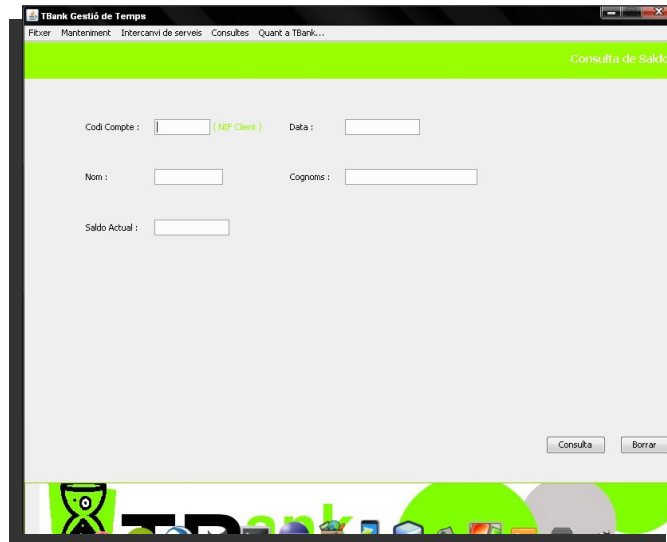 TBank Gestió de Temps
Fitxer Manteniment Intercanvi de serveis Consultes Quant a TBank...
Consulta de Saldo
Codi Compte : ( NIF Client ) Data :
Nom : Cognoms :
Saldo Actual :
Consulta Borrar
TBank